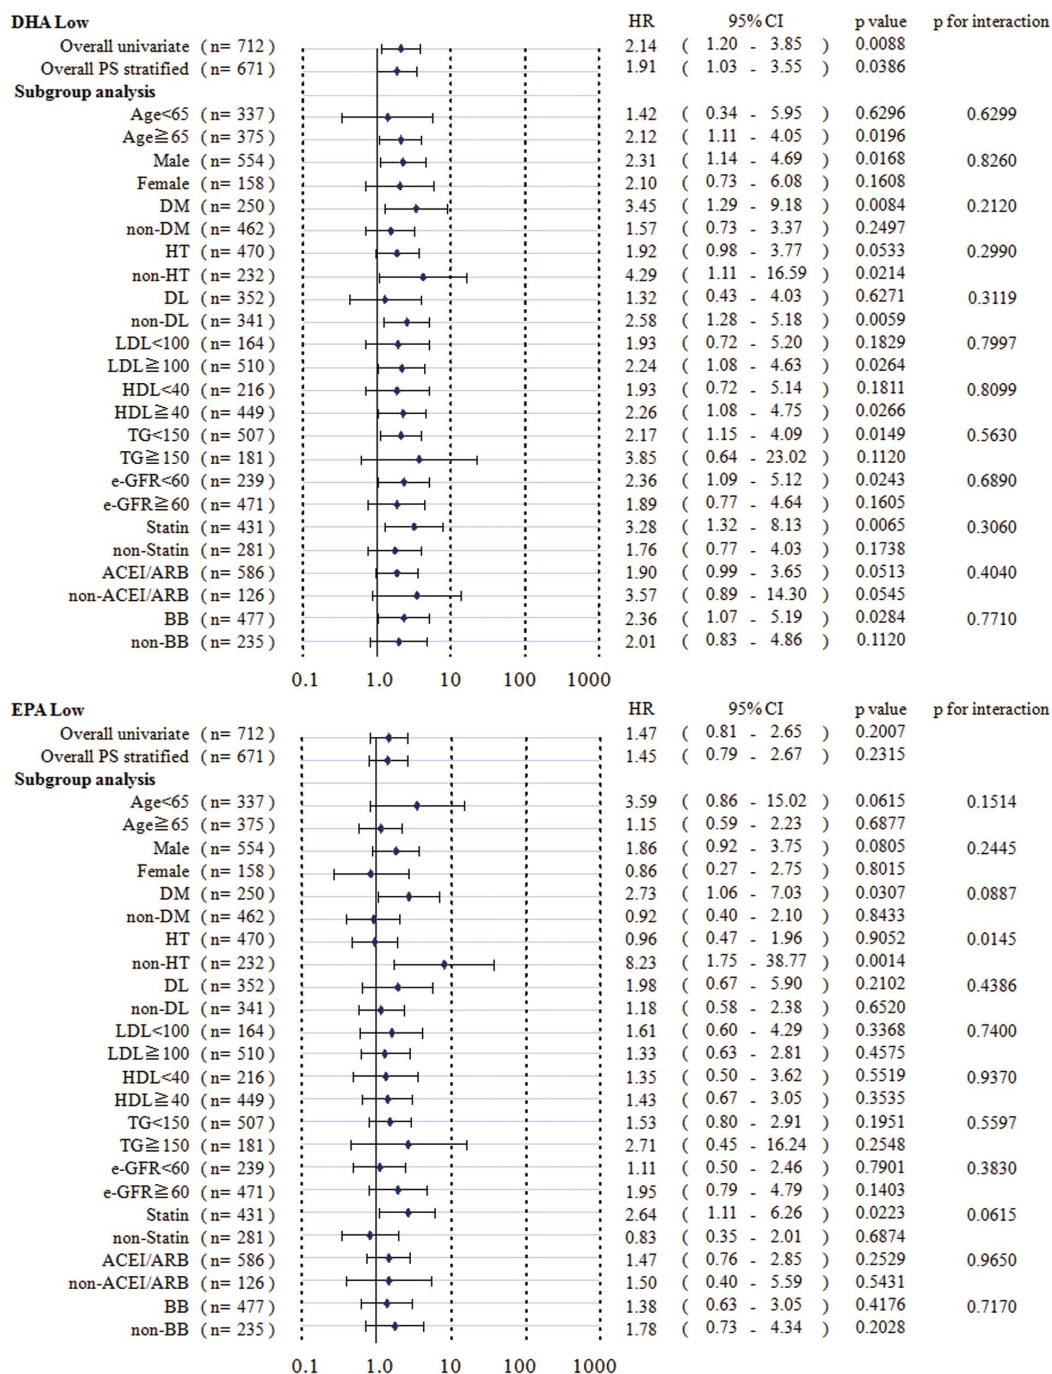 DHA Low HR 95% CI p value p for interaction
Overall univariate ( n= 712 ) 2.14 ( 1.20 - 3.85 ) 0.0088
Overall PS stratified ( n= 671 ) 1.91 ( 1.03 - 3.55 ) 0.0386
Subgroup analysis
Age<65 ( n= 337 ) 1.42 ( 0.34 - 5.95 ) 0.6296 0.6299
Age≧65 ( n= 375 ) 2.12 ( 1.11 - 4.05 ) 0.0196
Male ( n= 554 ) 2.31 ( 1.14 - 4.69 ) 0.0168 0.8260
Female ( n= 158 ) 2.10 ( 0.73 - 6.08 ) 0.1608
DM ( n= 250 ) 3.45 ( 1.29 - 9.18 ) 0.0084 0.2120
non-DM ( n= 462 ) 1.57 ( 0.73 - 3.37 ) 0.2497
HT ( n= 470 ) 1.92 ( 0.98 - 3.77 ) 0.0533 0.2990
non-HT ( n= 232 ) 4.29 ( 1.11 - 16.59 ) 0.0214
DL ( n= 352 ) 1.32 ( 0.43 - 4.03 ) 0.6271 0.3119
non-DL ( n= 341 ) 2.58 ( 1.28 - 5.18 ) 0.0059
LDL<100 ( n= 164 ) 1.93 ( 0.72 - 5.20 ) 0.1829 0.7997
LDL≧100 ( n= 510 ) 2.24 ( 1.08 - 4.63 ) 0.0264
HDL<40 ( n= 216 ) 1.93 ( 0.72 - 5.14 ) 0.1811 0.8099
HDL≧40 ( n= 449 ) 2.26 ( 1.08 - 4.75 ) 0.0266
TG<150 ( n= 507 ) 2.17 ( 1.15 - 4.09 ) 0.0149 0.5630
TG≧150 ( n= 181 ) 3.85 ( 0.64 - 23.02 ) 0.1120
e-GFR<60 ( n= 239 ) 2.36 ( 1.09 - 5.12 ) 0.0243 0.6890
e-GFR≧60 ( n= 471 ) 1.89 ( 0.77 - 4.64 ) 0.1605
Statin ( n= 431 ) 3.28 ( 1.32 - 8.13 ) 0.0065 0.3060
non-Statin ( n= 281 ) 1.76 ( 0.77 - 4.03 ) 0.1738
ACEI/ARB ( n= 586 ) 1.90 ( 0.99 - 3.65 ) 0.0513 0.4040
non-ACEI/ARB ( n= 126 ) 3.57 ( 0.89 - 14.30 ) 0.0545
BB ( n= 477 ) 2.36 ( 1.07 - 5.19 ) 0.0284 0.7710
non-BB ( n= 235 ) 2.01 ( 0.83 - 4.86 ) 0.1120
0.1 1.0 10 100 1000
EPA Low HR 95% CI p value p for interaction
Overall univariate ( n= 712 ) 1.47 ( 0.81 - 2.65 ) 0.2007
Overall PS stratified ( n= 671 ) 1.45 ( 0.79 - 2.67 ) 0.2315
Subgroup analysis
Age<65 ( n= 337 ) 3.59 ( 0.86 - 15.02 ) 0.0615 0.1514
Age≧65 ( n= 375 ) 1.15 ( 0.59 - 2.23 ) 0.6877
Male ( n= 554 ) 1.86 ( 0.92 - 3.75 ) 0.0805 0.2445
Female ( n= 158 ) 0.86 ( 0.27 - 2.75 ) 0.8015
DM ( n= 250 ) 2.73 ( 1.06 - 7.03 ) 0.0307 0.0887
non-DM ( n= 462 ) 0.92 ( 0.40 - 2.10 ) 0.8433
HT ( n= 470 ) 0.96 ( 0.47 - 1.96 ) 0.9052 0.0145
non-HT ( n= 232 ) 8.23 ( 1.75 - 38.77 ) 0.0014
DL ( n= 352 ) 1.98 ( 0.67 - 5.90 ) 0.2102 0.4386
non-DL ( n= 341 ) 1.18 ( 0.58 - 2.38 ) 0.6520
LDL<100 ( n= 164 ) 1.61 ( 0.60 - 4.29 ) 0.3368 0.7400
LDL≧100 ( n= 510 ) 1.33 ( 0.63 - 2.81 ) 0.4575
HDL<40 ( n= 216 ) 1.35 ( 0.50 - 3.62 ) 0.5519 0.9370
HDL≧40 ( n= 449 ) 1.43 ( 0.67 - 3.05 ) 0.3535
TG<150 ( n= 507 ) 1.53 ( 0.80 - 2.91 ) 0.1951 0.5597
TG≧150 ( n= 181 ) 2.71 ( 0.45 - 16.24 ) 0.2548
e-GFR<60 ( n= 239 ) 1.11 ( 0.50 - 2.46 ) 0.7901 0.3830
e-GFR≧60 ( n= 471 ) 1.95 ( 0.79 - 4.79 ) 0.1403
Statin ( n= 431 ) 2.64 ( 1.11 - 6.26 ) 0.0223 0.0615
non-Statin ( n= 281 ) 0.83 ( 0.35 - 2.01 ) 0.6874
ACEI/ARB ( n= 586 ) 1.47 ( 0.76 - 2.85 ) 0.2529 0.9650
non-ACEI/ARB ( n= 126 ) 1.50 ( 0.40 - 5.59 ) 0.5431
BB ( n= 477 ) 1.38 ( 0.63 - 3.05 ) 0.4176 0.7170
non-BB ( n= 235 ) 1.78 ( 0.73 - 4.34 ) 0.2028
0.1 1.0 10 100 1000